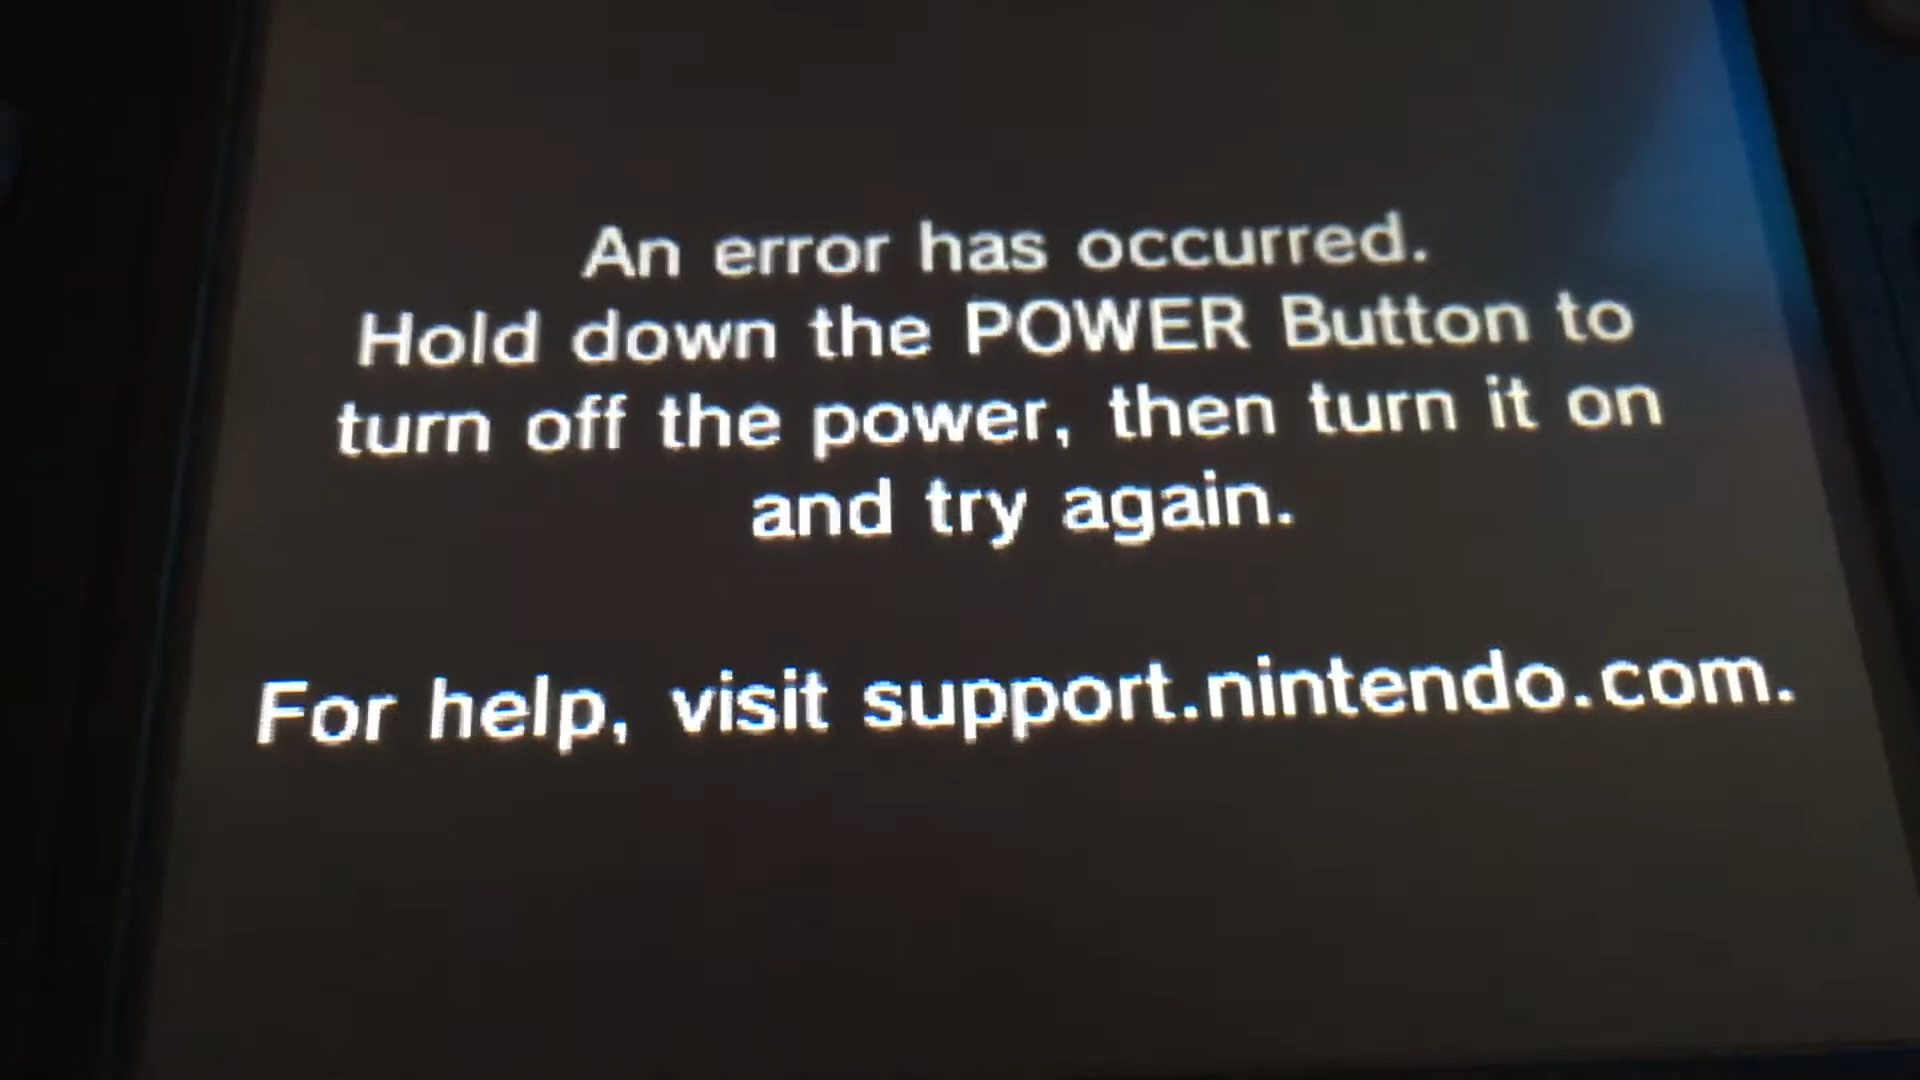 An error has occurred.
Hold down the POWER Button to
turn off the power, then turn it on
and try again.
For help, visit support.nintendo.com.